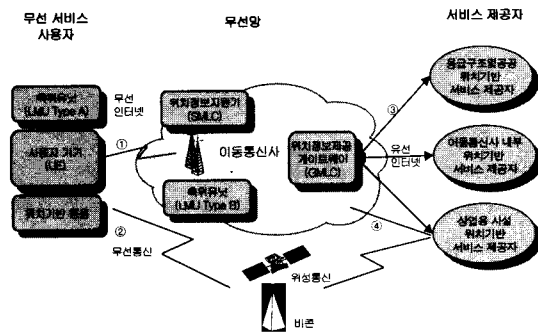 무선 서비스
사용자
무선망
서비스 제공자
측위유닛
(LMU Type A)
무선
인터넷
사용자 기기
(UE)
①
위치기반
②
무선통신
위치정보지원기
(SMLC)
이동통신사
측위유닛
(LMU Type B)
위치정보제공
게이트웨이
(GMLC)
③
유선
인터넷
④
응급구조및공공
위치기반
서비스 제공자
이동통신사 내부
위치기반
서비스 제공자
상업용 사설
위치기반
서비스 제공자
위성통신
비콘